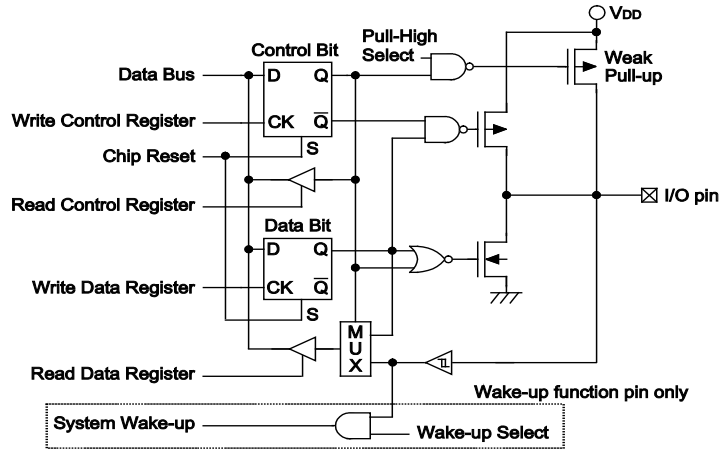 VDD
Pull-High
Select
Weak
Pull-up
Control Bit
Data Bus
D Q
Write Control Register
CK Q̅
S
Chip Reset
I/O pin
Read Control Register
Data Bit
D Q
Write Data Register
CK Q̅
S
M
U
X
Read Data Register
Wake-up function pin only
System Wake-up
Wake-up Select